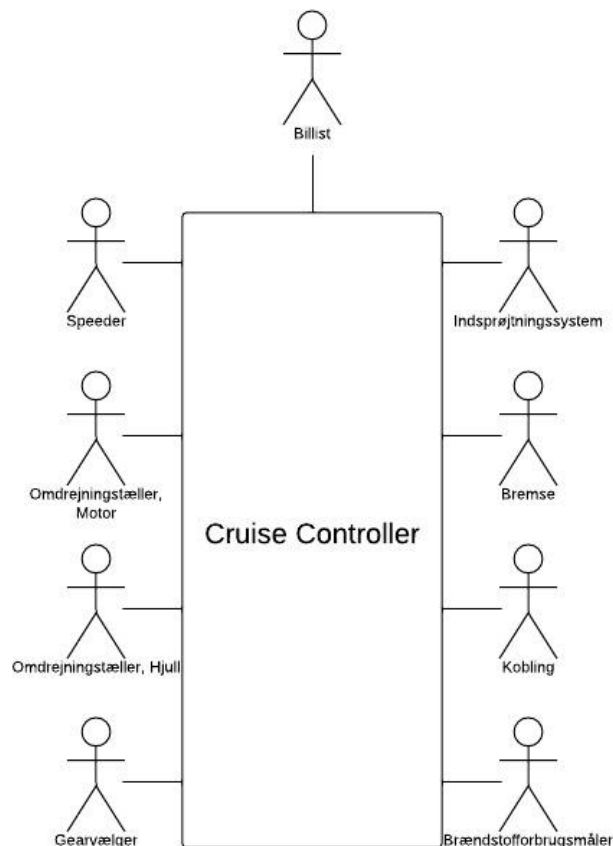 Billist
Speeder
Indsprøjtningssystem
Omdrejningstæller,
Motor
Bremse
Cruise Controller
Omdrejningstæller, Hjull
Kobling
Gearvælger
Brændstofforbrugsmåler